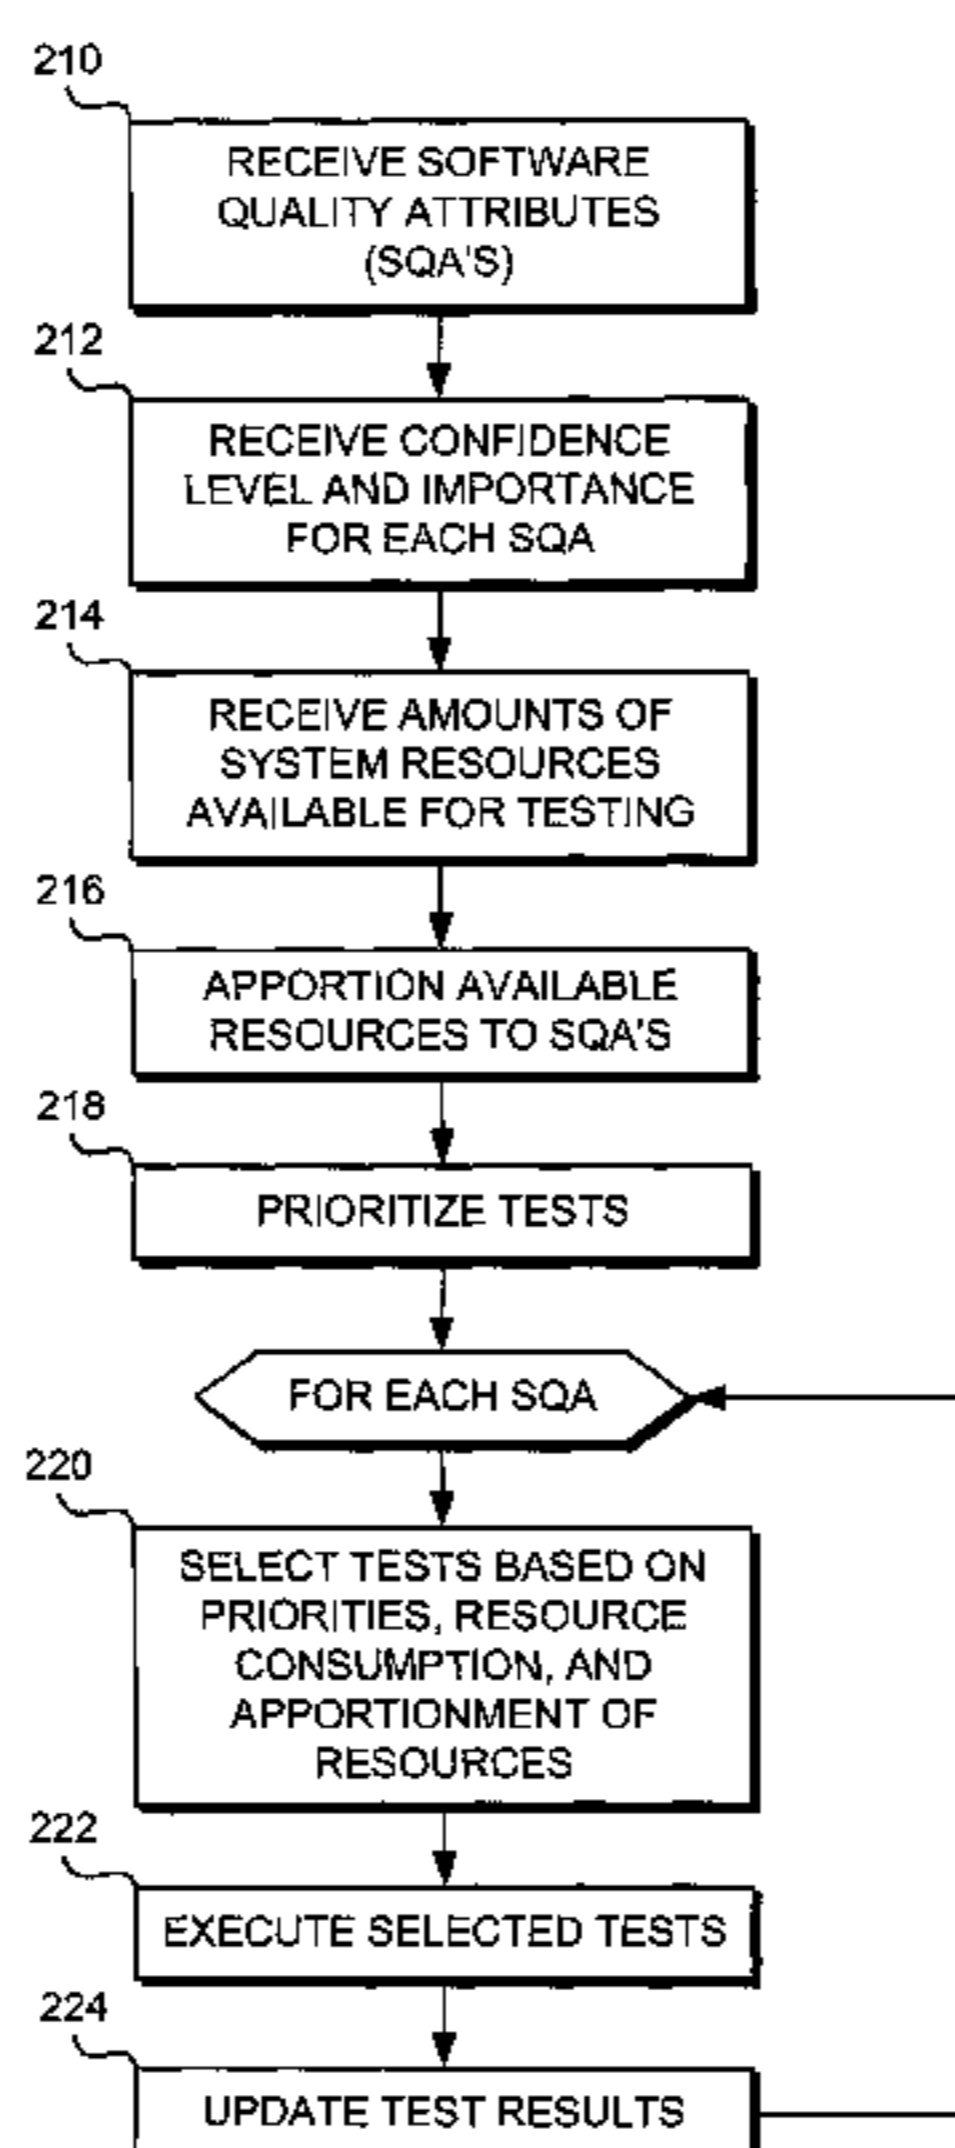 210
RECEIVE SOFTWARE
QUALITY ATTRIBUTES
(SQA'S)
212
RECEIVE CONFIDENCE
LEVEL AND IMPORTANCE
FOR EACH SQA
214
RECEIVE AMOUNTS OF
SYSTEM RESOURCES
AVAILABLE FOR TESTING
216
APPORTION AVAILABLE
RESOURCES TO SQA'S
218
PRIORITIZE TESTS
FOR EACH SQA
220
SELECT TESTS BASED ON
PRIORITIES, RESOURCE
CONSUMPTION, AND
APPORTIONMENT OF
RESOURCES
222
EXECUTE SELECTED TESTS
224
UPDATE TEST RESULTS